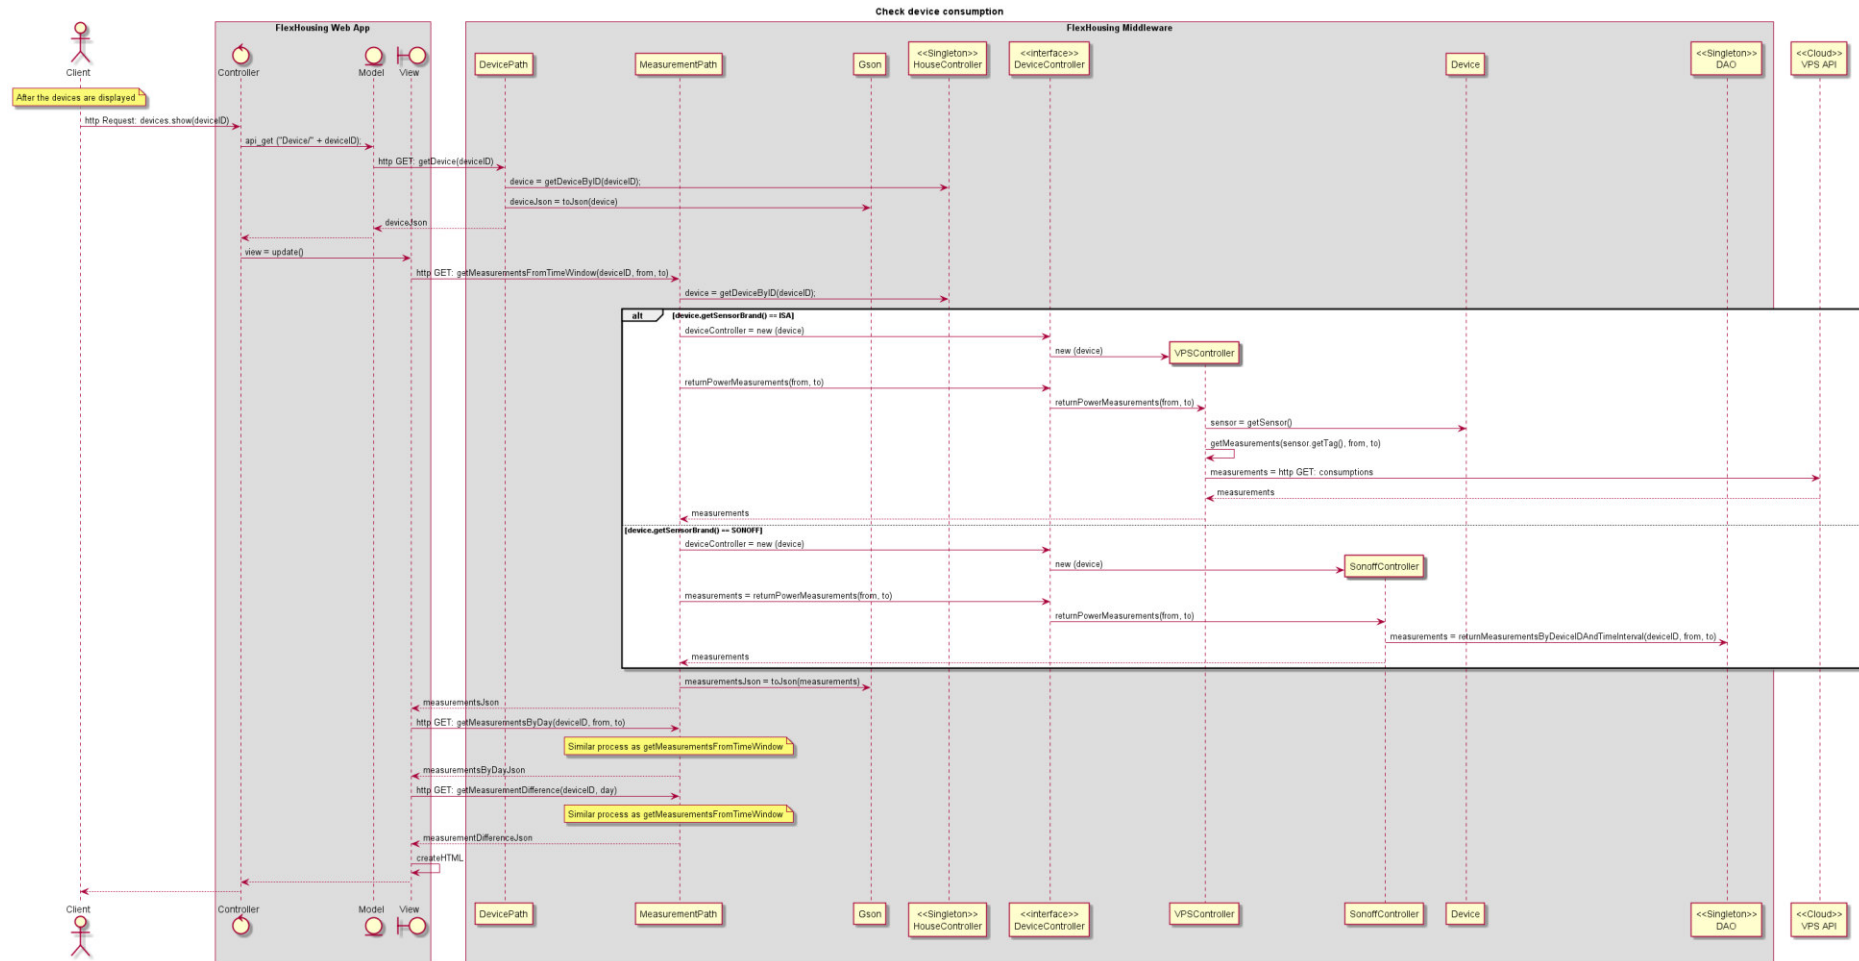 Check device consumption
FlexHousing Web App
FlexHousing Middleware
Client
Controller
Model
View
DevicePath
MeasurementPath
Gson
<<Singleton>>
HouseController
<<interface>>
DeviceController
Device
<<Singleton>>
DAO
<<Cloud>>
VPS API
After the devices are displayed
http Request: devices.show(deviceID)
api_get ("Device/" + deviceID);
http GET: getDevice(deviceID)
device = getDeviceByID(deviceID);
deviceJson = toJson(device)
deviceJson
view = update()
http GET: getMeasurementsFromTimeWindow(deviceID, from, to)
device = getDeviceByID(deviceID);
alt
[device.getSensorBrand() == ISA]
deviceController = new (device)
new (device)
VPSController
returnPowerMeasurements(from, to)
returnPowerMeasurements(from, to)
sensor = getSensor()
getMeasurements(sensor.getTag(), from, to)
measurements = http GET: consumptions
measurements
measurements
[device.getSensorBrand() == SONOFF]
deviceController = new (device)
new (device)
SonoffController
measurements = returnPowerMeasurements(from, to)
returnPowerMeasurements(from, to)
measurements = returnMeasurementsByDeviceIDAndTimeInterval(deviceID, from, to)
measurements
measurementsJson = toJson(measurements)
measurementsJson
http GET: getMeasurementsByDay(deviceID, from, to)
Similar process as getMeasurementsFromTimeWindow
measurementsByDayJson
http GET: getMeasurementDifference(deviceID, day)
Similar process as getMeasurementsFromTimeWindow
measurementDifferenceJson
createHTML
Client
Controller
Model
View
DevicePath
MeasurementPath
Gson
<<Singleton>>
HouseController
<<interface>>
DeviceController
VPSController
SonoffController
Device
<<Singleton>>
DAO
<<Cloud>>
VPS API